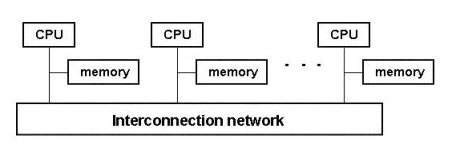 CPU
CPU
CPU
memory
memory
memory
Interconnection network